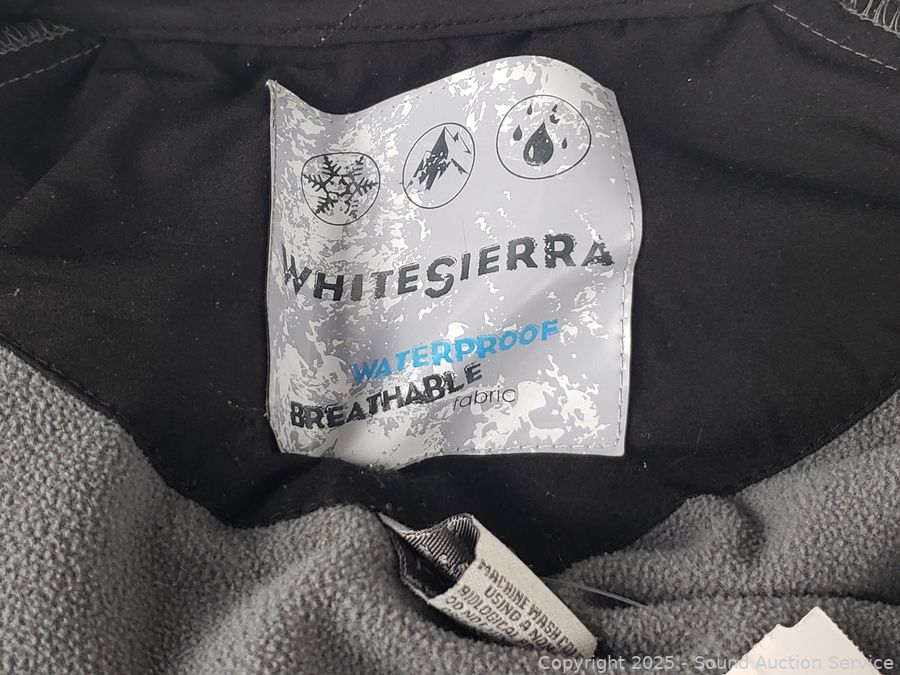 WHITESIERRA
WATERPROOF
BREATHABLE
fabric
MACHINE WASH
USING A
Copyright 2025 - Sound Auction Service